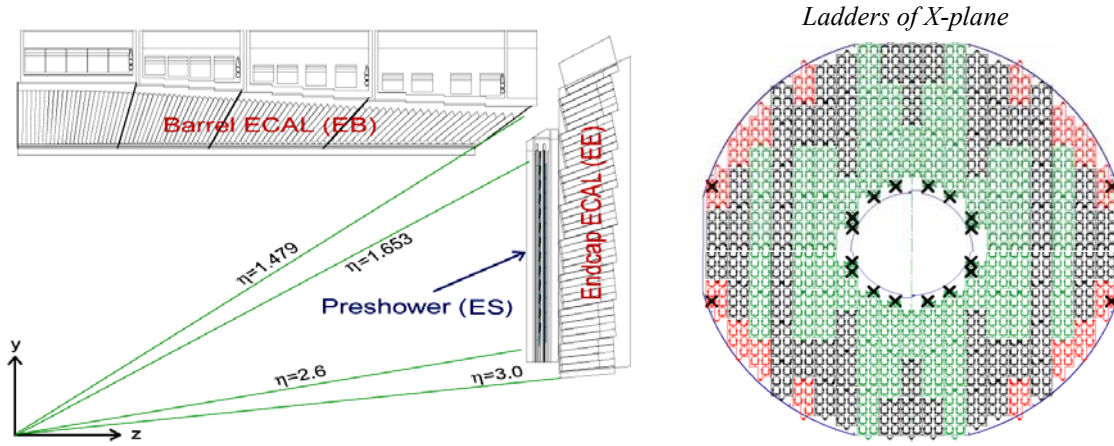 Ladders of X-plane
Barrel ECAL (EB)
Endcap ECAL (EE)
η=1.479
η=1.653
Preshower (ES)
η=2.6
η=3.0
y
z